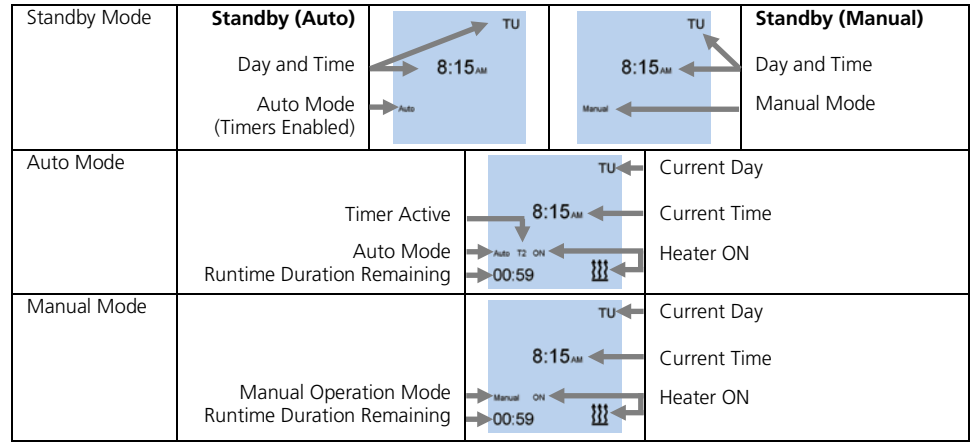 Standby Mode
Standby (Auto)
Day and Time
Auto Mode
(Timers Enabled)
TU
8:15AM
Auto
TU
8:15AM
Manual
Standby (Manual)
Day and Time
Manual Mode
Auto Mode
Timer Active
Auto Mode
Runtime Duration Remaining
TU
8:15AM
Auto T2 ON
00:59
Current Day
Current Time
Heater ON
Manual Mode
Manual Operation Mode
Runtime Duration Remaining
TU
8:15AM
Manual ON
00:59
Current Day
Current Time
Heater ON